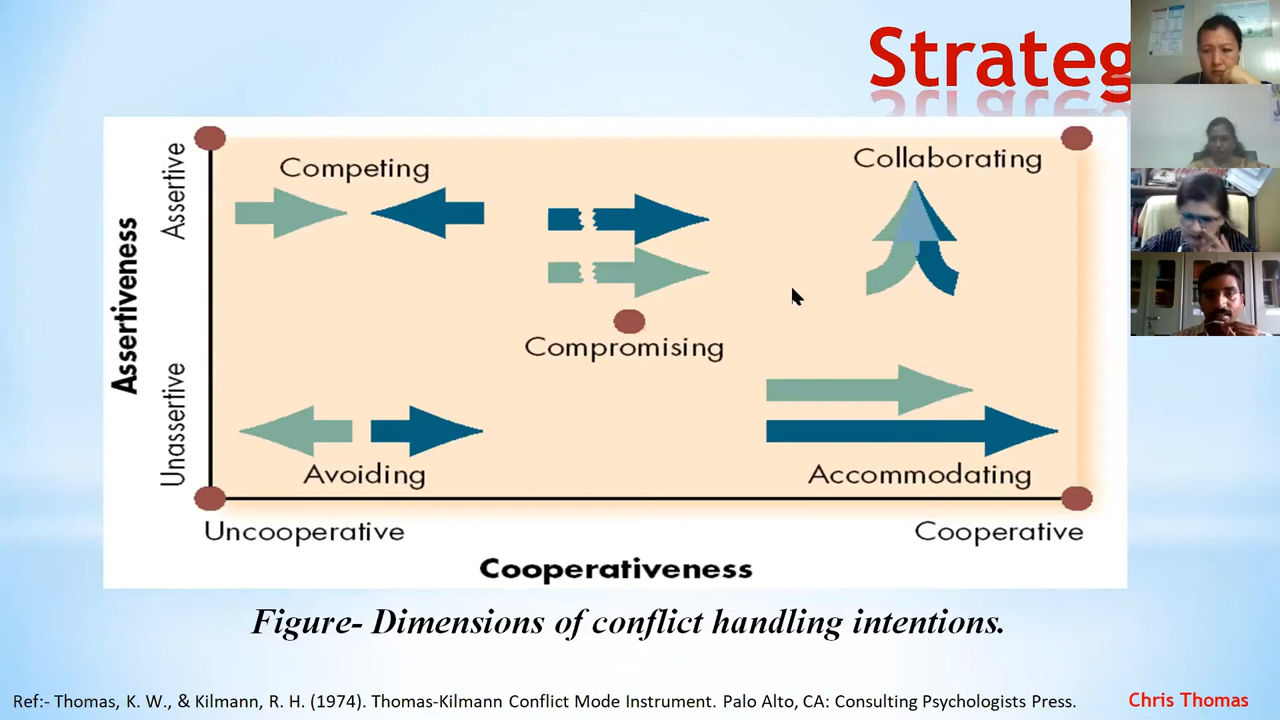 Strateg
Competing
Collaborating
Assertive
Assertiveness
Compromising
Unassertive
Avoiding
Accommodating
Uncooperative
Cooperative
Cooperativeness
Figure- Dimensions of conflict handling intentions.
Ref:- Thomas, K. W., & Kilmann, R. H. (1974). Thomas-Kilmann Conflict Mode Instrument. Palo Alto, CA: Consulting Psychologists Press.
Chris Thomas